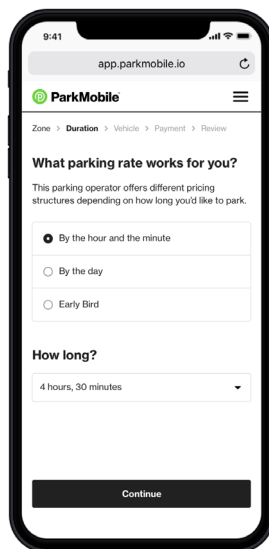 9:41
app.parkmobile.io
ParkMobile
Zone > Duration > Vehicle > Payment > Review
What parking rate works for you?
This parking operator offers different pricing
structures depending on how long you'd like to park.
By the hour and the minute
By the day
Early Bird
How long?
4 hours, 30 minutes
Continue